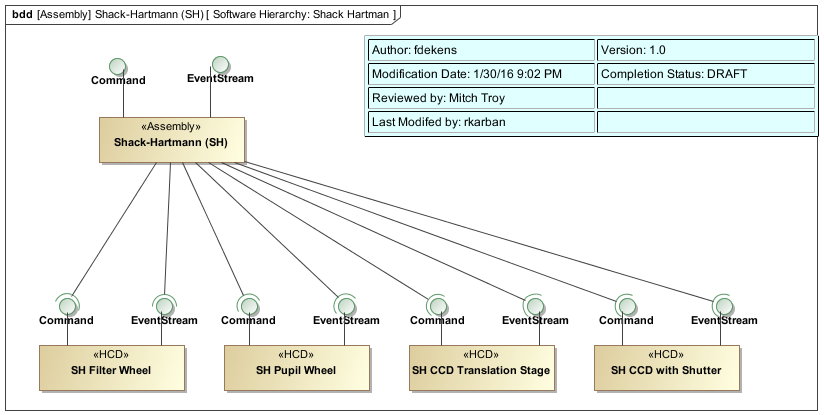 bdd [Assembly] Shack-Hartmann (SH) [ Software Hierarchy: Shack Hartman ]
Author: fdekens
Version: 1.0
Modification Date: 1/30/16 9:02 PM
Completion Status: DRAFT
Reviewed by: Mitch Troy
Last Modifed by: rkarban
Command
EventStream
«Assembly»
Shack-Hartmann (SH)
Command
EventStream
Command
EventStream
Command
EventStream
Command
EventStream
«HCD»
SH Filter Wheel
«HCD»
SH Pupil Wheel
«HCD»
SH CCD Translation Stage
«HCD»
SH CCD with Shutter